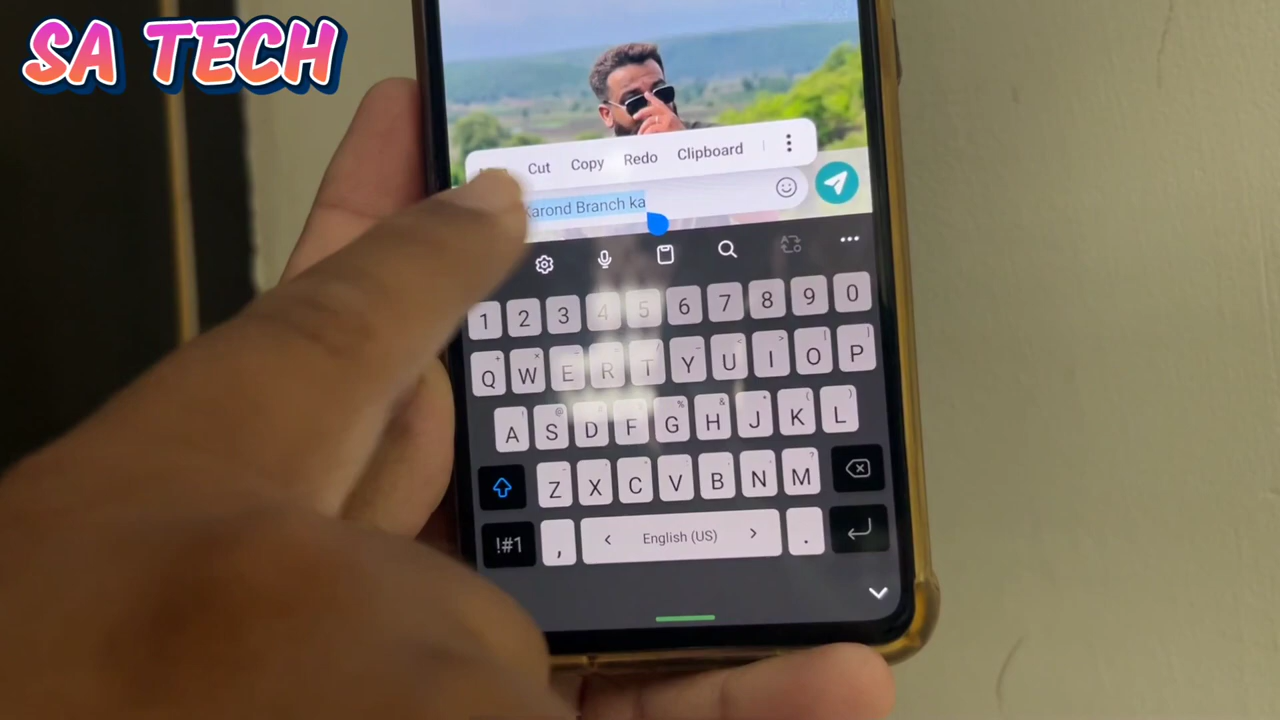 SA TECH
Cut Copy Redo Clipboard
Karond Branch ka
1 2 3 4 5 6 7 8 9 0
Q W E R T Y U I O P
A S D F G H J K L
Z X C V B N M
!#1 , < English (US) > .